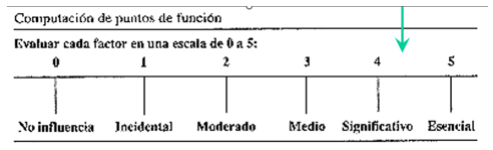 Computación de puntos de función
Evaluar cada factor en una escala de 0 a 5:
0 1 2 3 4 5
No influencia Incidental Moderado Medio Significativo Esencial